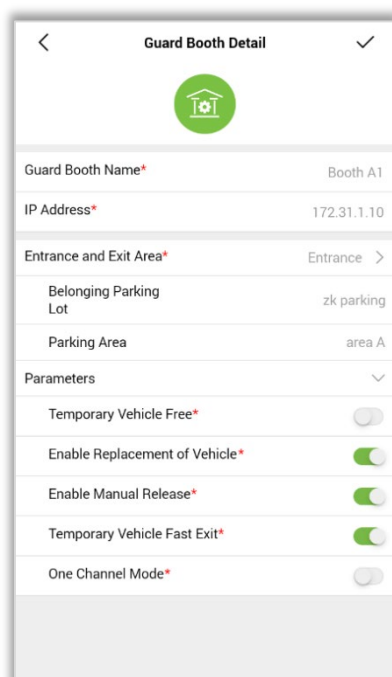 Guard Booth Detail
Guard Booth Name* Booth A1
IP Address* 172.31.1.10
Entrance and Exit Area* Entrance
Belonging Parking
Lot zk parking
Parking Area area A
Parameters
Temporary Vehicle Free*
Enable Replacement of Vehicle*
Enable Manual Release*
Temporary Vehicle Fast Exit*
One Channel Mode*